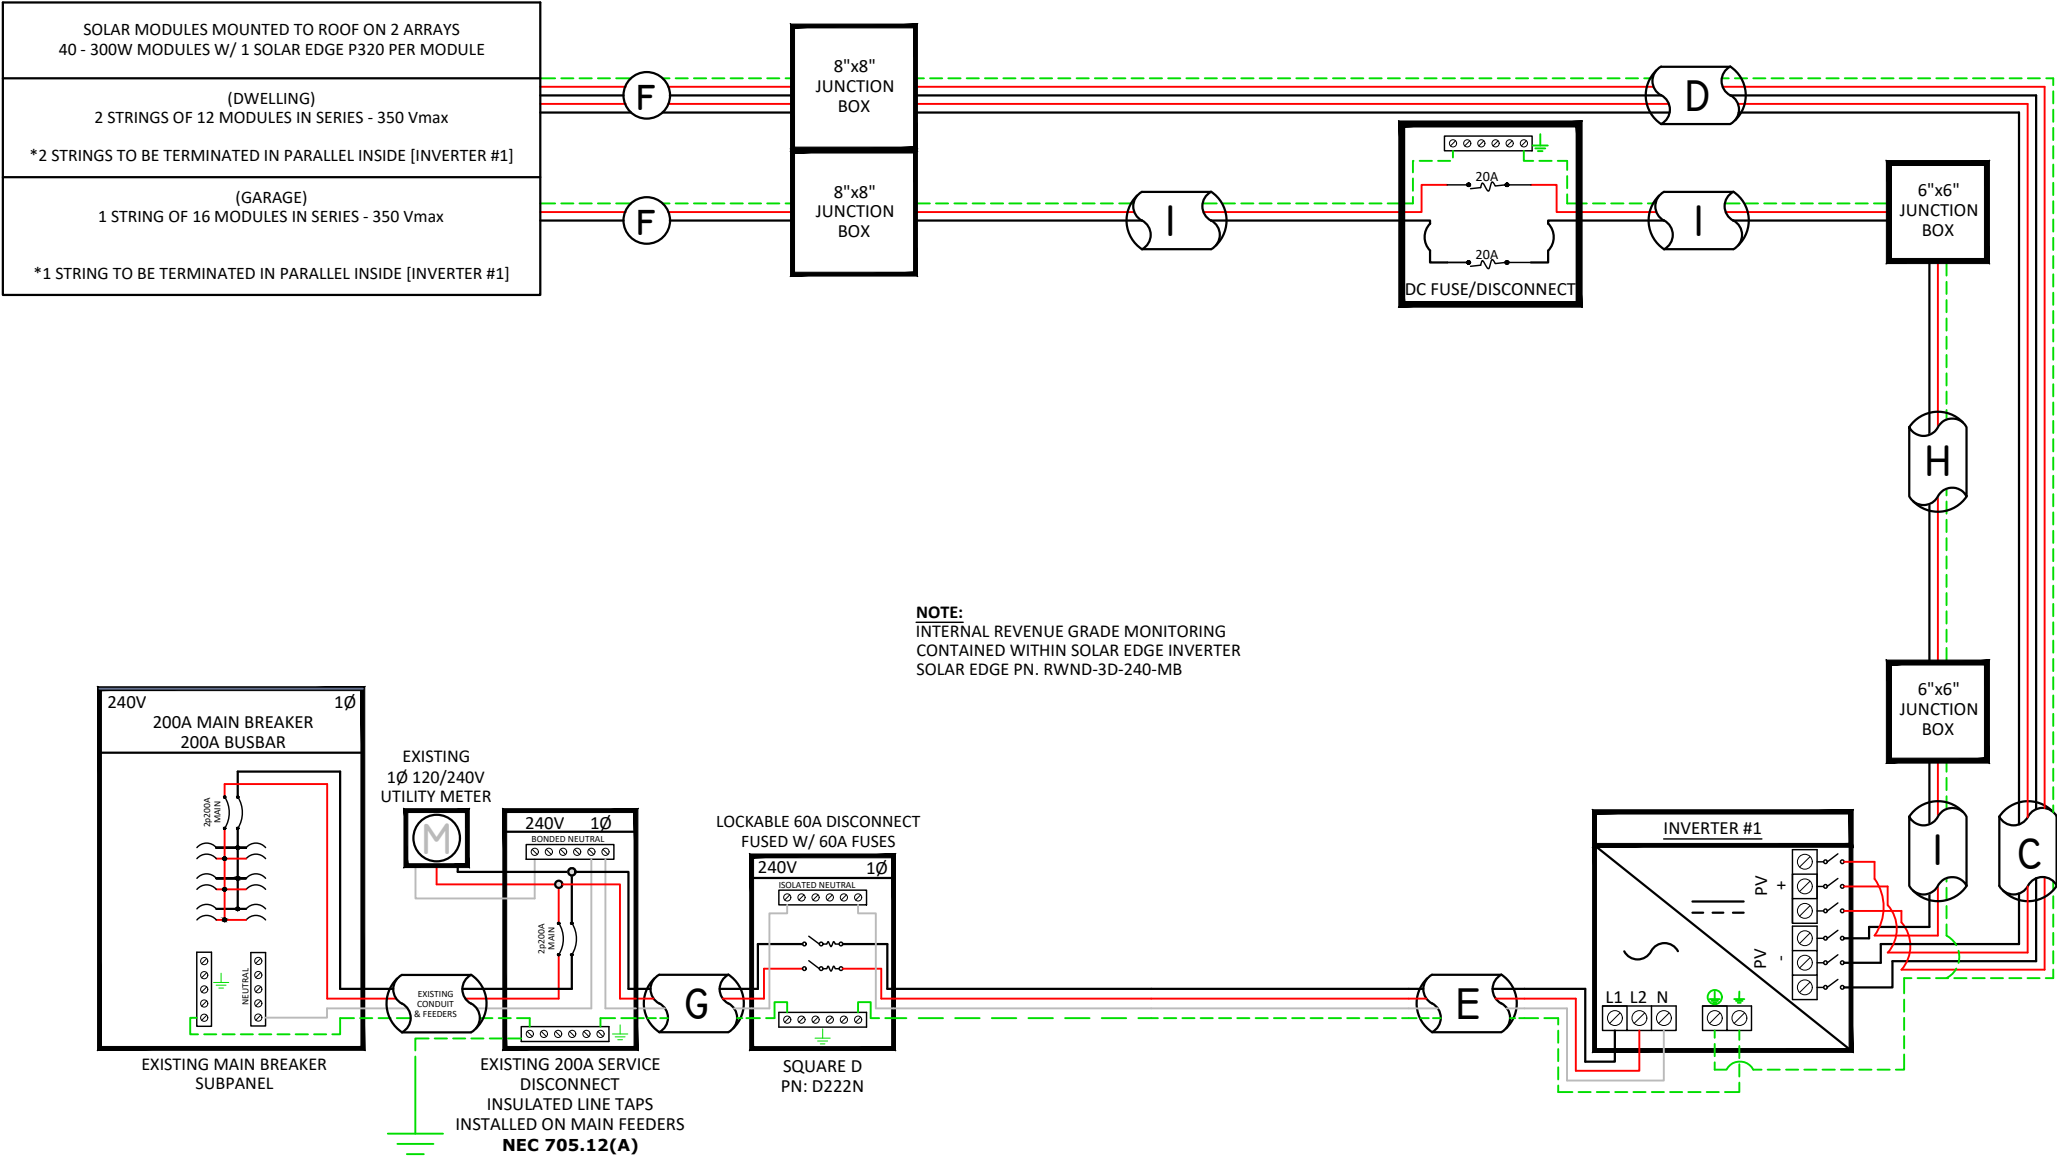 SOLAR MODULES MOUNTED TO ROOF ON 2 ARRAYS
40 - 300W MODULES W/ 1 SOLAR EDGE P320 PER MODULE
(DWELLING)
2 STRINGS OF 12 MODULES IN SERIES - 350 Vmax
*2 STRINGS TO BE TERMINATED IN PARALLEL INSIDE [INVERTER #1]
(GARAGE)
1 STRING OF 16 MODULES IN SERIES - 350 Vmax
*1 STRING TO BE TERMINATED IN PARALLEL INSIDE [INVERTER #1]
F
F
8"x8"
JUNCTION
BOX
8"x8"
JUNCTION
BOX
D
I
20A
20A
DC FUSE/DISCONNECT
I
6"x6"
JUNCTION
BOX
H
6"x6"
JUNCTION
BOX
I
C
NOTE:
INTERNAL REVENUE GRADE MONITORING
CONTAINED WITHIN SOLAR EDGE INVERTER
SOLAR EDGE PN. RWND-3D-240-MB
240V 1Ø
200A MAIN BREAKER
200A BUSBAR
2p200A
MAIN
NEUTRAL
EXISTING MAIN BREAKER
SUBPANEL
EXISTING
1Ø 120/240V
UTILITY METER
M
EXISTING
CONDUIT
& FEEDERS
240V 1Ø
BONDED NEUTRAL
2p200A
MAIN
EXISTING 200A SERVICE
DISCONNECT
INSULATED LINE TAPS
INSTALLED ON MAIN FEEDERS
NEC 705.12(A)
G
LOCKABLE 60A DISCONNECT
FUSED W/ 60A FUSES
240V 1Ø
ISOLATED NEUTRAL
SQUARE D
PN: D222N
E
INVERTER #1
PV +
PV -
L1 L2 N